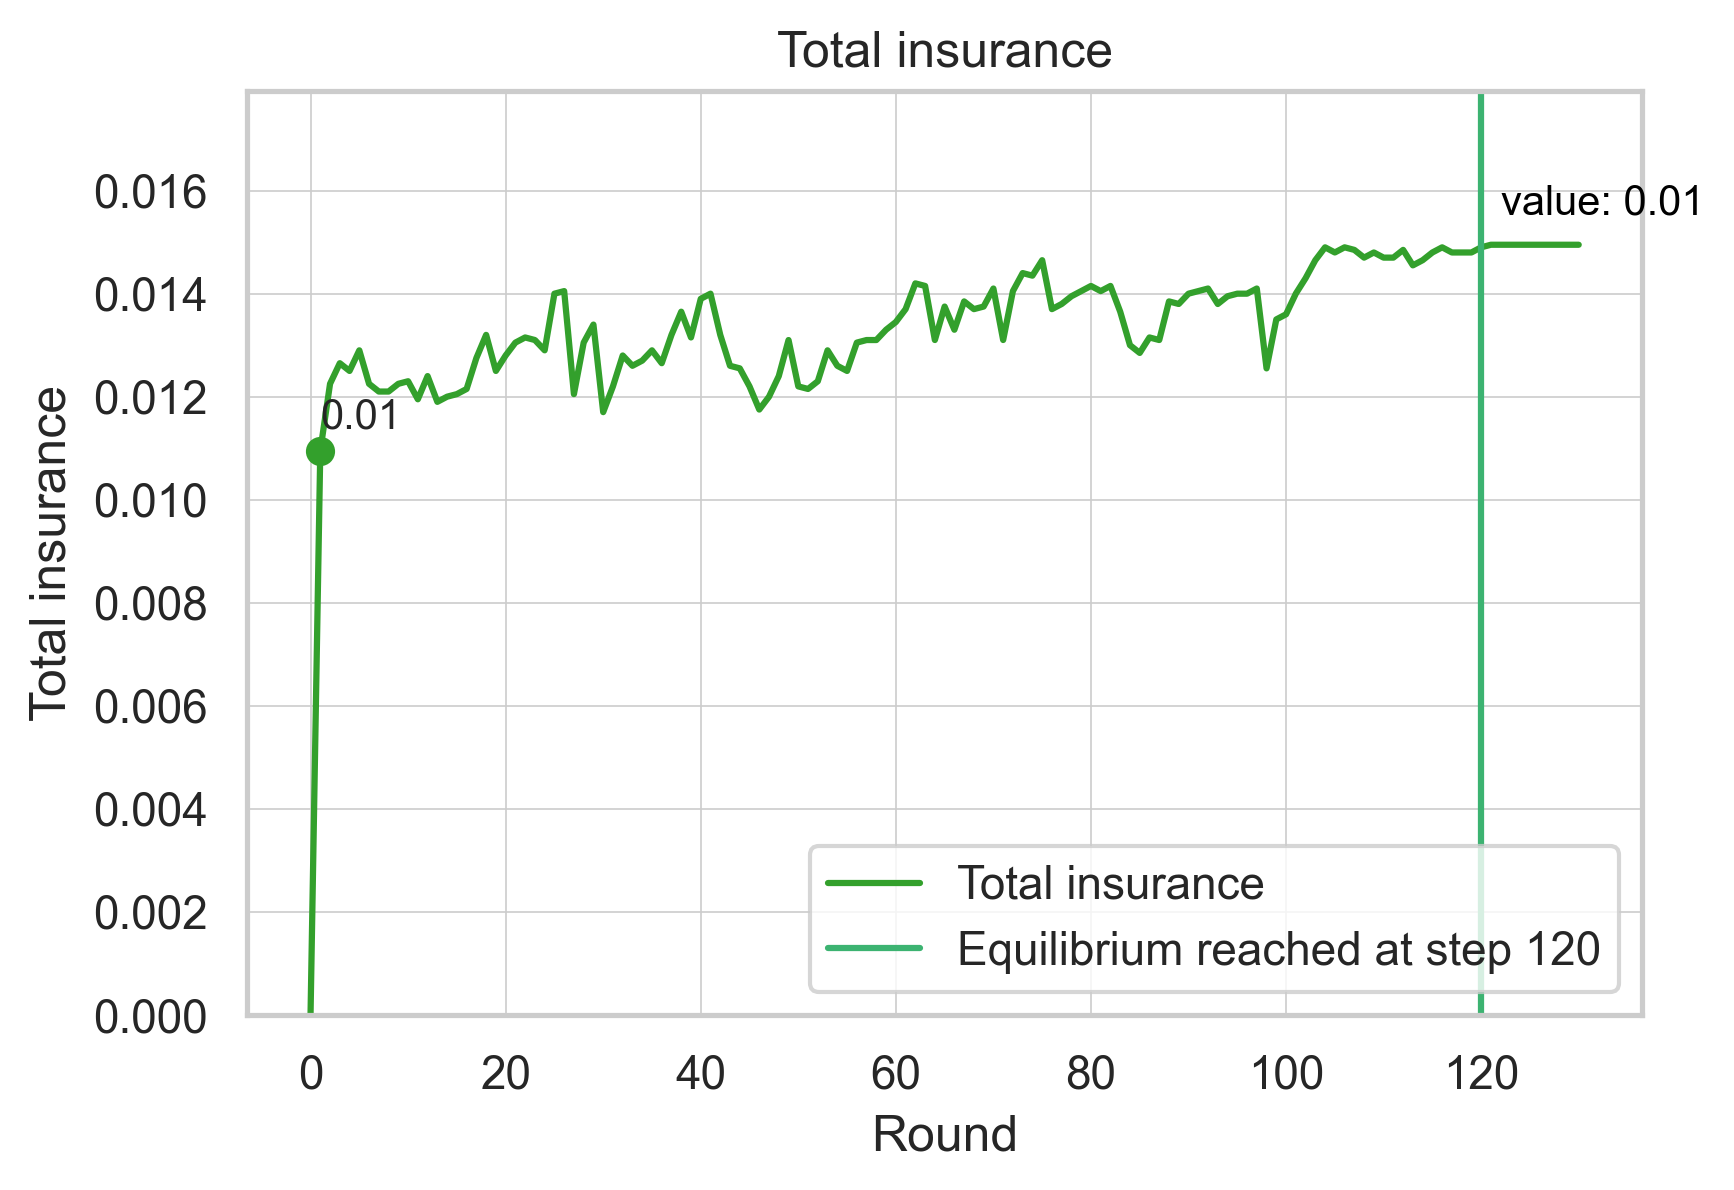 Total insurance
Total insurance
0.016
0.014
0.012
0.010
0.008
0.006
0.004
0.002
0.000
value: 0.01
0.01
Total insurance
Equilibrium reached at step 120
0 20 40 60 80 100 120
Round